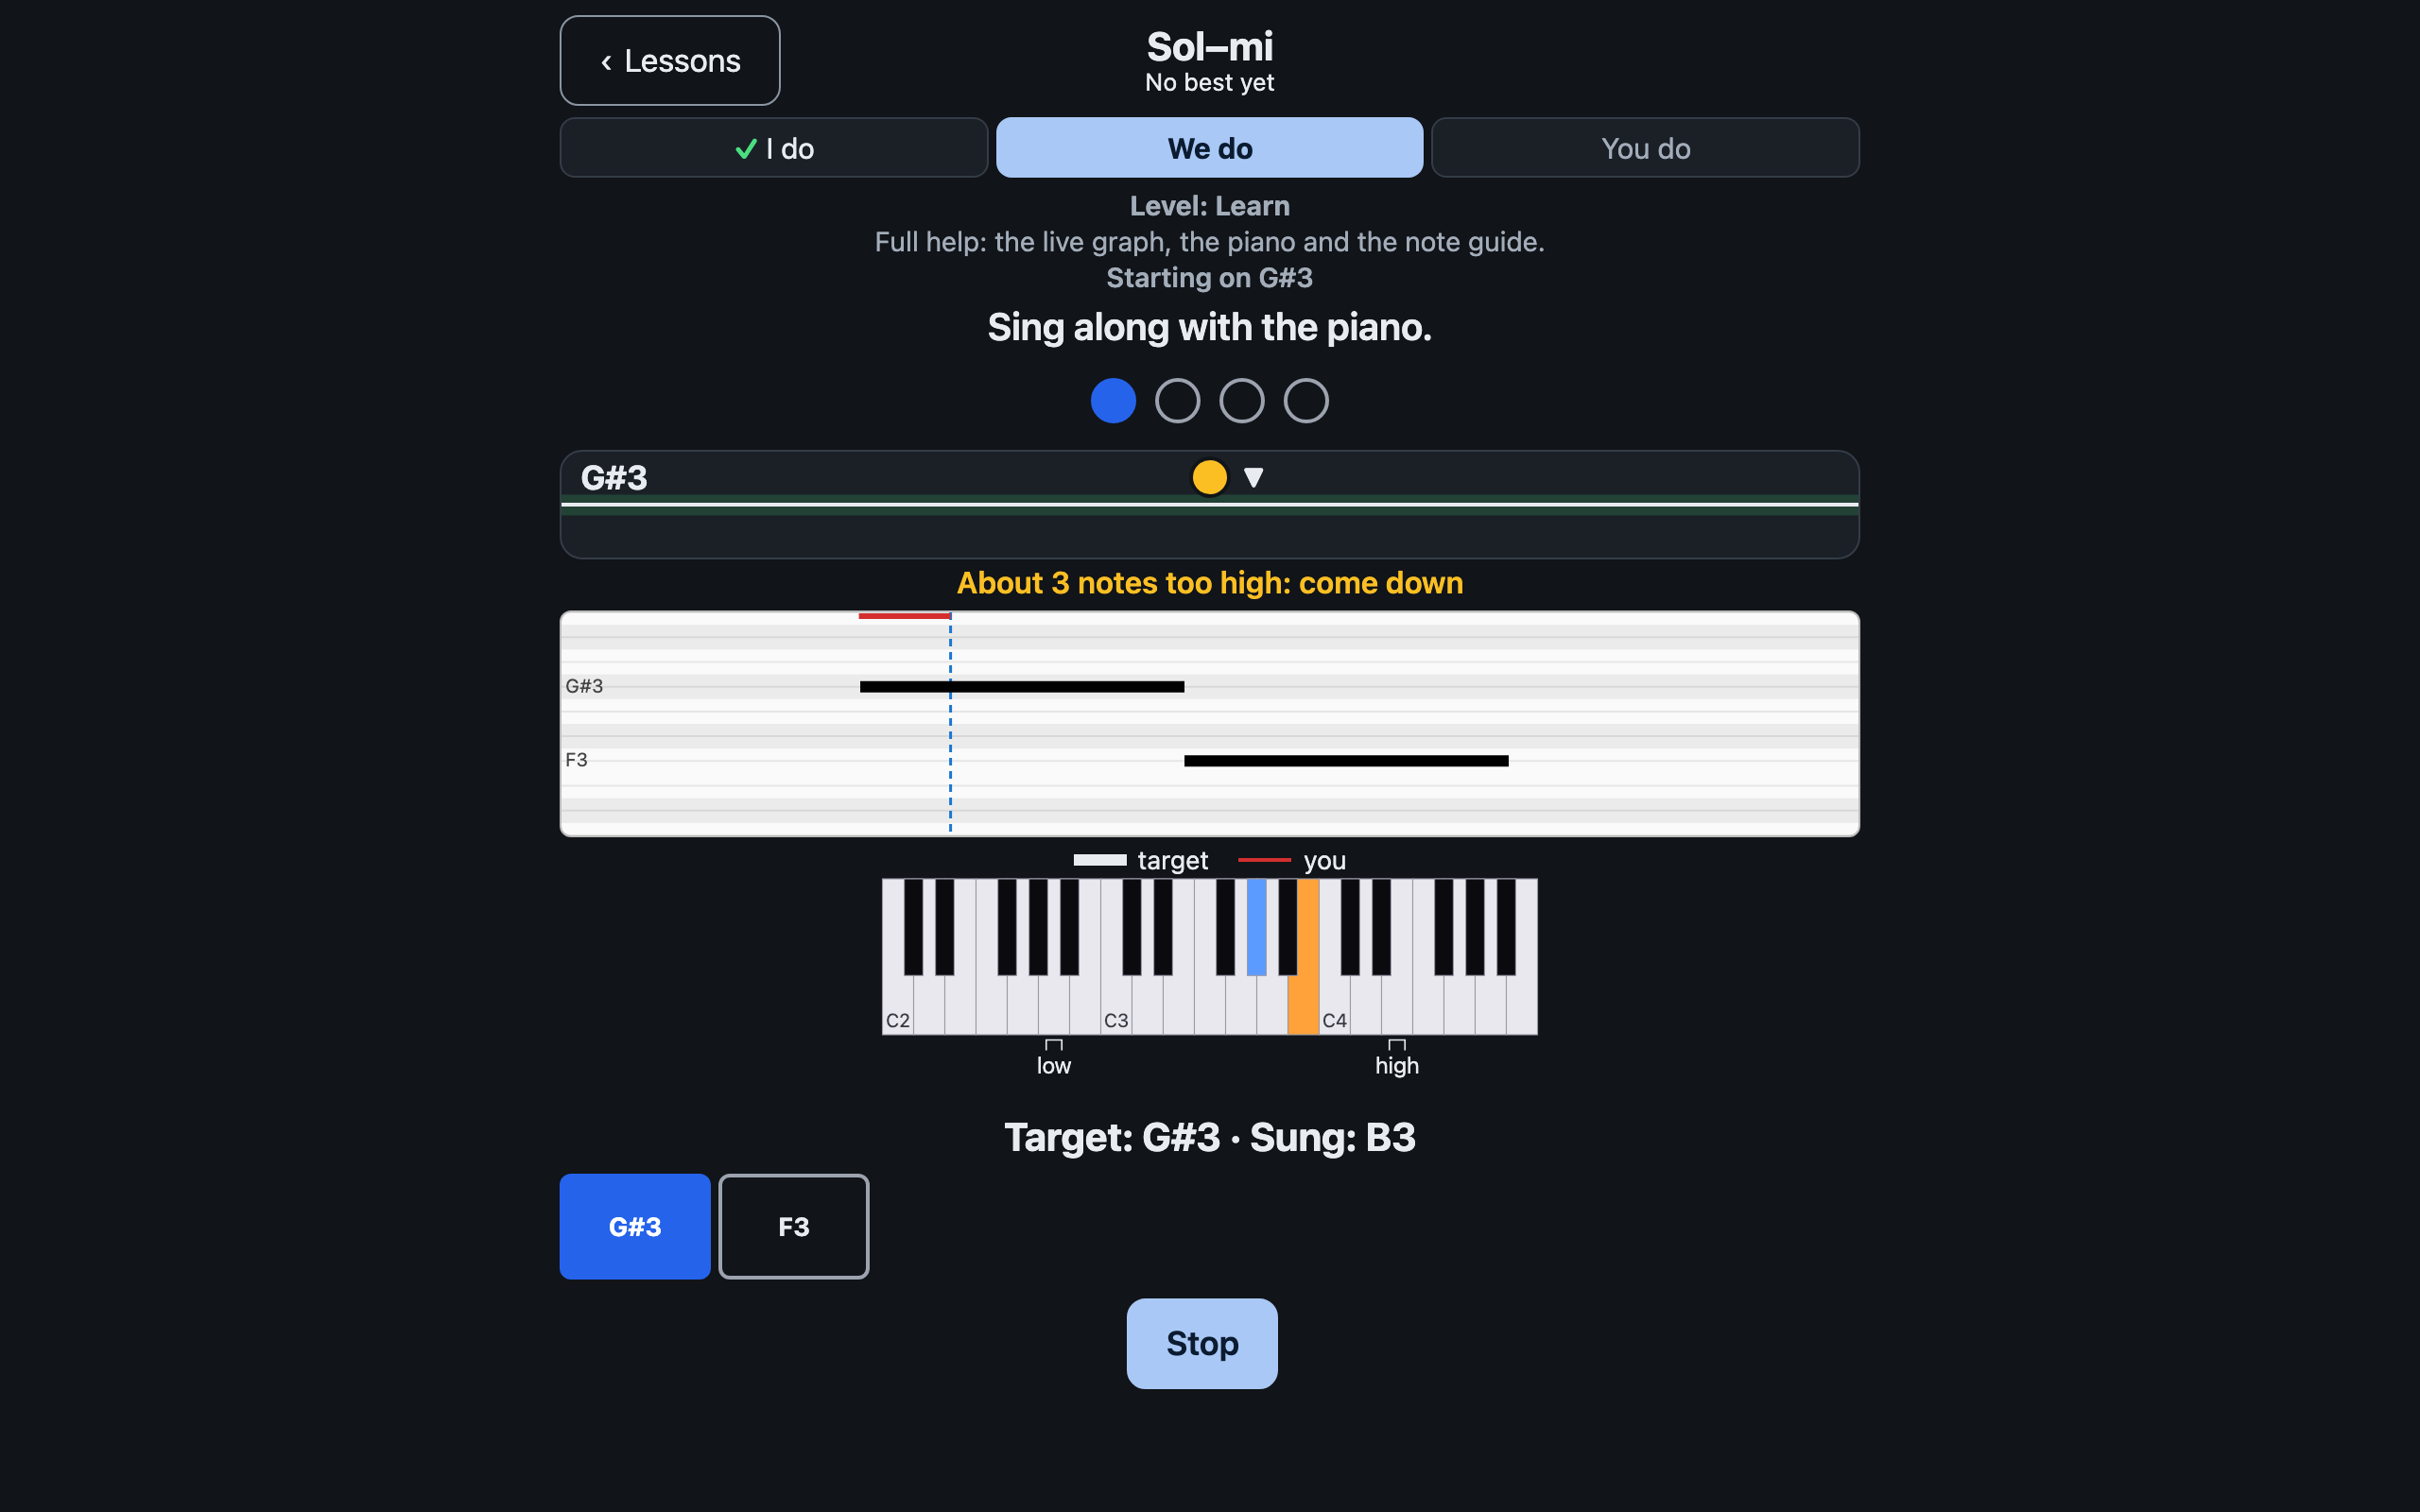 ‹ Lessons
Sol–mi
No best yet
✓ I do
We do
You do
Level: Learn
Full help: the live graph, the piano and the note guide.
Starting on G#3
Sing along with the piano.
G#3
About 3 notes too high: come down
G#3
F3
target
you
C2
C3
C4
low
high
Target: G#3 · Sung: B3
G#3
F3
Stop